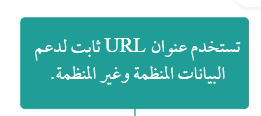 تستخدم عنوان URL ثابت لدعم
البيانات المنظمة وغير المنظمة.